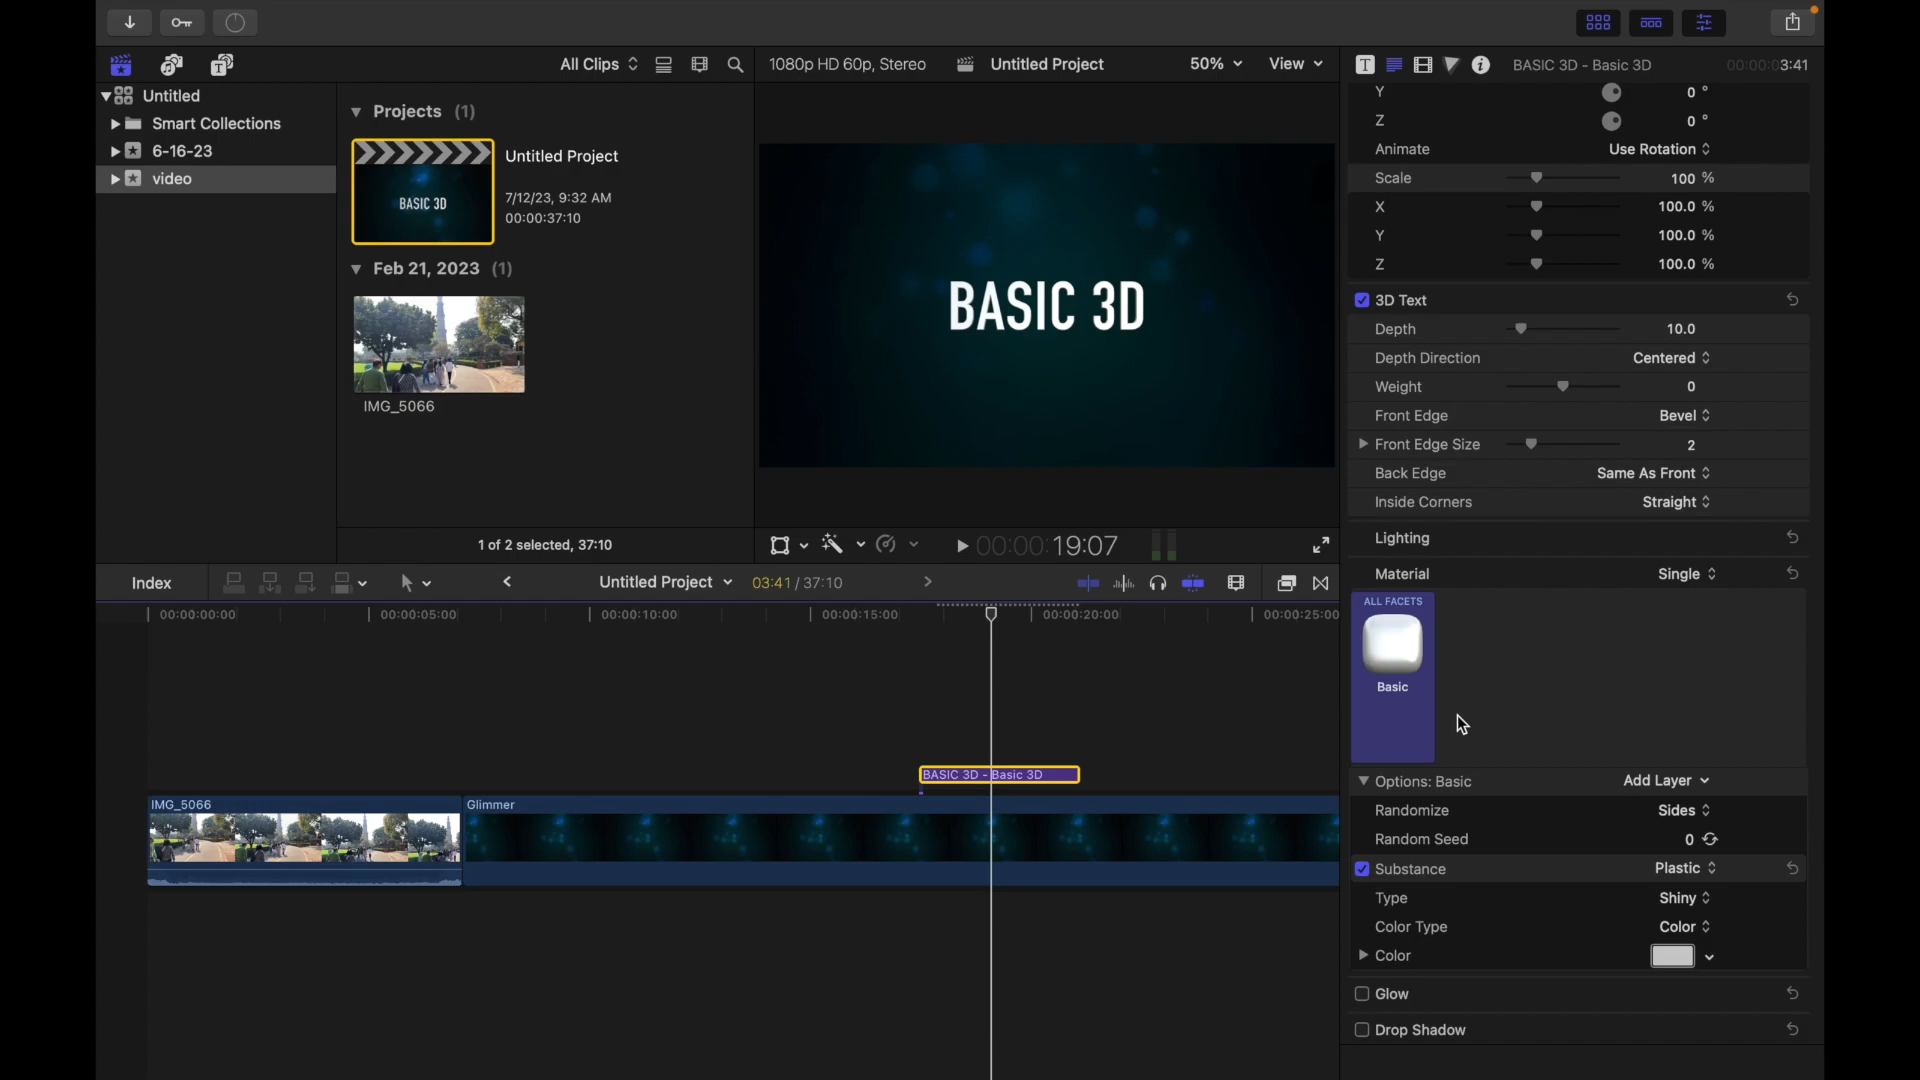 All Clips
1080p HD 60p, Stereo
Untitled Project
50%
View
BASIC 3D - Basic 3D
00:00:03:41
Untitled
Smart Collections
6-16-23
video
Projects (1)
BASIC 3D
Untitled Project
7/12/23, 9:32 AM
00:00:37:10
Feb 21, 2023 (1)
IMG_5066
1 of 2 selected, 37:10
BASIC 3D
00:00:19:07
Y 0 °
Z 0 °
Animate Use Rotation
Scale 100 %
X 100.0 %
Y 100.0 %
Z 100.0 %
3D Text
Depth 10.0
Depth Direction Centered
Weight 0
Front Edge Bevel
Front Edge Size 2
Back Edge Same As Front
Inside Corners Straight
Lighting
Material Single
ALL FACETS
Basic
Options: Basic Add Layer
Randomize Sides
Random Seed 0
Substance Plastic
Type Shiny
Color Type Color
Color
Glow
Drop Shadow
Index
Untitled Project
03:41 / 37:10
00:00:00:00
00:00:05:00
00:00:10:00
00:00:15:00
00:00:20:00
00:00:25:00
BASIC 3D - Basic 3D
IMG_5066
Glimmer